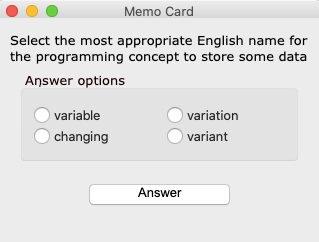 Memo Card
Select the most appropriate English name for
the programming concept to store some data
Answer options
variable
variation
changing
variant
Answer